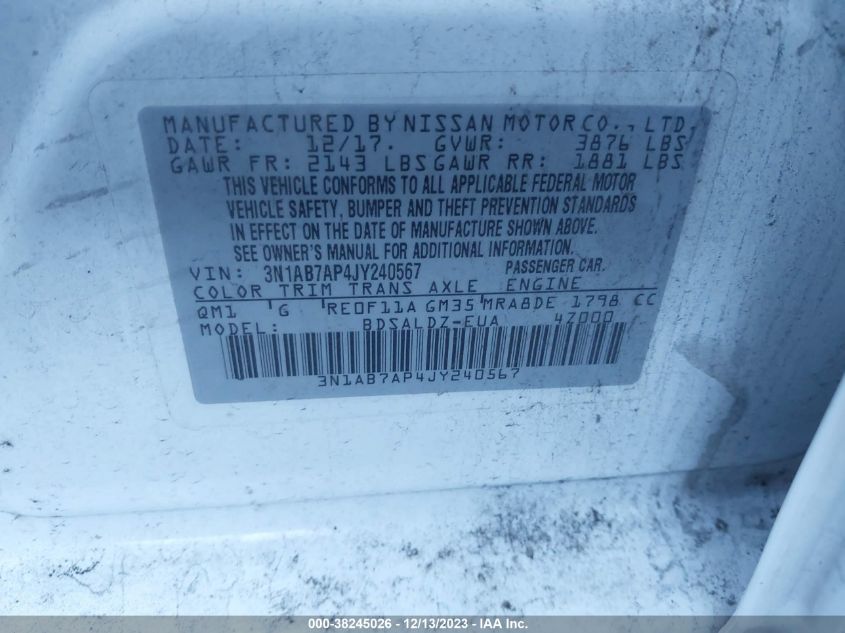 MANUFACTURED BY NISSAN MOTOR CO., LTD.
DATE: 12/17. GVWR: 3876 LBS
GAWR FR: 2143 LBS GAWR RR: 1881 LBS
THIS VEHICLE CONFORMS TO ALL APPLICABLE FEDERAL MOTOR
VEHICLE SAFETY, BUMPER AND THEFT PREVENTION STANDARDS
IN EFFECT ON THE DATE OF MANUFACTURE SHOWN ABOVE.
SEE OWNER'S MANUAL FOR ADDITIONAL INFORMATION.
VIN: 3N1AB7AP4JY240567 PASSENGER CAR.
COLOR TRIM TRANS AXLE ENGINE
QM1 G RE0F11A GM35 MRA8DE 1798 CC
MODEL: BDSALDZ-EUA 4Z000
3N1AB7AP4JY240567
000-38245026 - 12/13/2023 - IAA Inc.